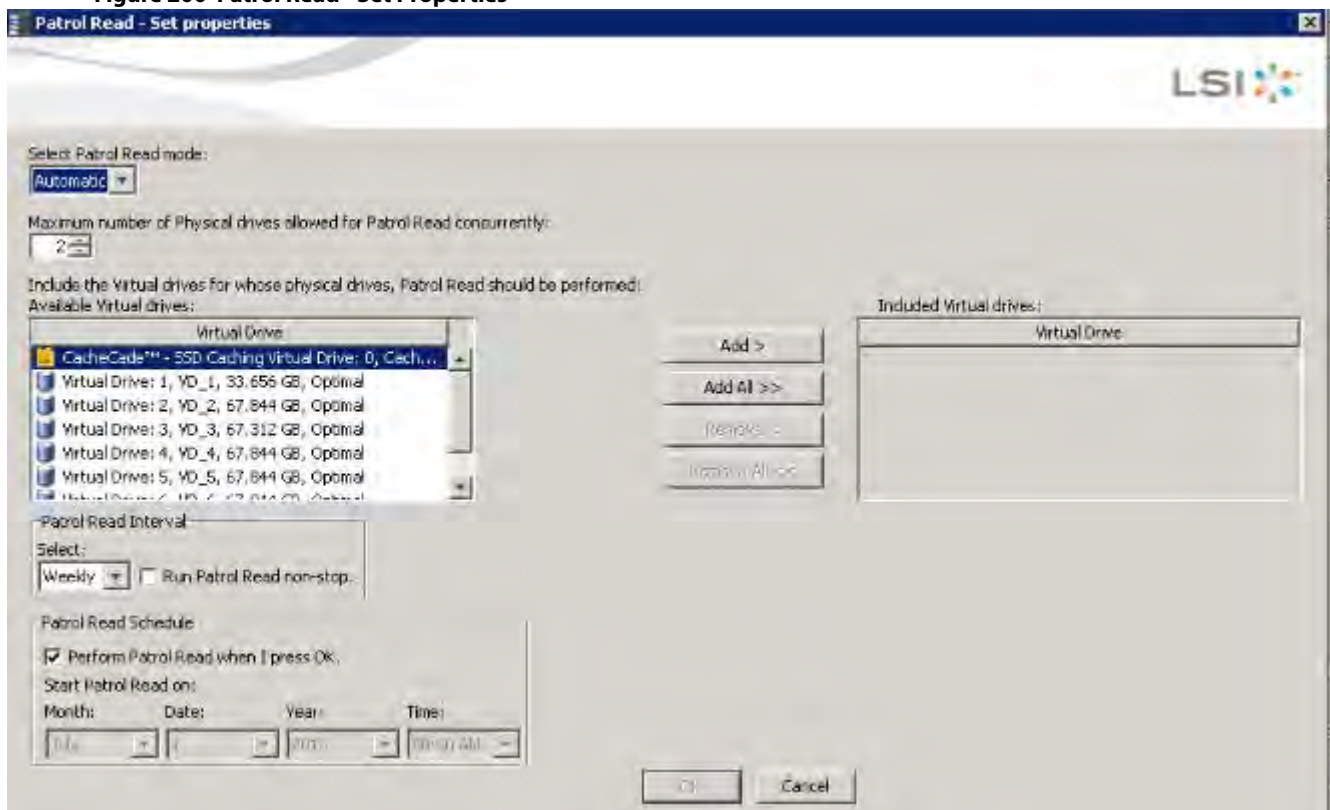 Figure 200 Patrol Read - Set Properties
Patrol Read - Set properties
LSI
Select Patrol Read mode:
Automatic
Maximum number of Physical drives allowed for Patrol Read concurrently:
2
Include the Virtual drives for whose physical drives, Patrol Read should be performed:
Available Virtual drives:
Virtual Drive
CacheCade™ - SSD Caching Virtual Drive: 0, Cach...
Virtual Drive: 1, VD_1, 33.656 GB, Optimal
Virtual Drive: 2, VD_2, 67.844 GB, Optimal
Virtual Drive: 3, VD_3, 67.312 GB, Optimal
Virtual Drive: 4, VD_4, 67.844 GB, Optimal
Virtual Drive: 5, VD_5, 67.844 GB, Optimal
Add >
Add All >>
Remove <
Remove All <<
Included Virtual drives:
Virtual Drive
Patrol Read Interval
Select:
Weekly
Run Patrol Read non-stop.
Patrol Read Schedule
Perform Patrol Read when I press OK.
Start Patrol Read on:
Month: Date: Year: Time:
OK
Cancel